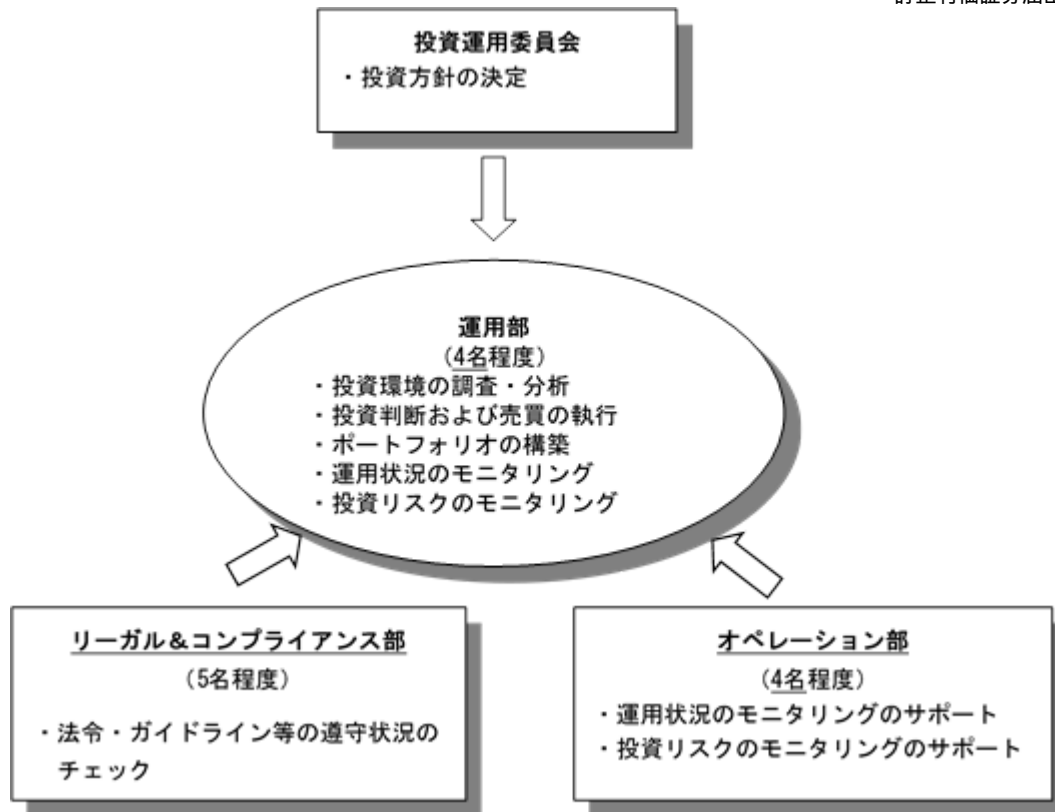 投資運用委員会
・投資方針の決定
運用部
(4名程度)
・投資環境の調査・分析
・投資判断および売買の執行
・ポートフォリオの構築
・運用状況のモニタリング
・投資リスクのモニタリング
リーガル&コンプライアンス部
(5名程度)
・法令・ガイドライン等の遵守状況の
チェック
オペレーション部
(4名程度)
・運用状況のモニタリングのサポート
・投資リスクのモニタリングのサポート